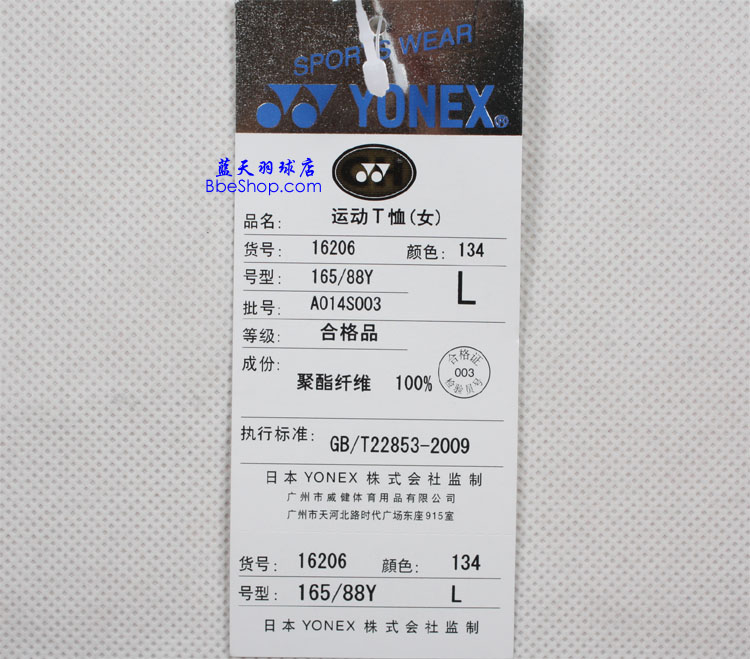 SPORTS WEAR
YONEX®
蓝天羽球店
BbeShop.com
品名: 运动T恤(女)
货号: 16206 颜色: 134
号型: 165/88Y L
批号: A014S003
等级: 合格品
成份:
聚酯纤维 100%
合格证
003
检验员号
执行标准: GB/T22853-2009
日本 YONEX 株式会社监制
广州市威健体育用品有限公司
广州市天河北路时代广场东座915室
货号: 16206 顔色: 134
号型: 165/88Y L
日本 YONEX 株式会社监制